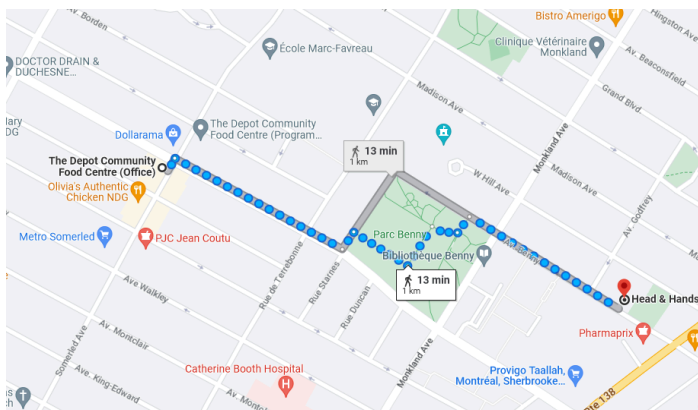 Bistro Amerigo
Hingston Ave
Av. Borden
École Marc-Favreau
Clinique Vétérinaire
Monkland
Av. Beaconsfield
DOCTOR DRAIN &
DUCHESNE...
Madison Ave
Grand Blvd
Dollarama
The Depot Community
Food Centre (Program...
Monkland Ave
The Depot Community
Food Centre (Office)
13 min
1 km
W Hill Ave
Madison Ave
Olivia's Authentic
Chicken NDG
Av. Godfrey
Metro Somerled
PJC Jean Coutu
Parc Benny
Av. Benny
Bibliothèque Benny
Rue de Terrebonne
Rue Starnes
13 min
1 km
Ave Walkley
Rue Duncan
Head & Hands
Pharmaprix
Av. Montclair
Somerled Ave
Catherine Booth Hospital
Monkland Ave
Provigo Taallah,
Montréal, Sherbrooke...
Av. King-Edward
138